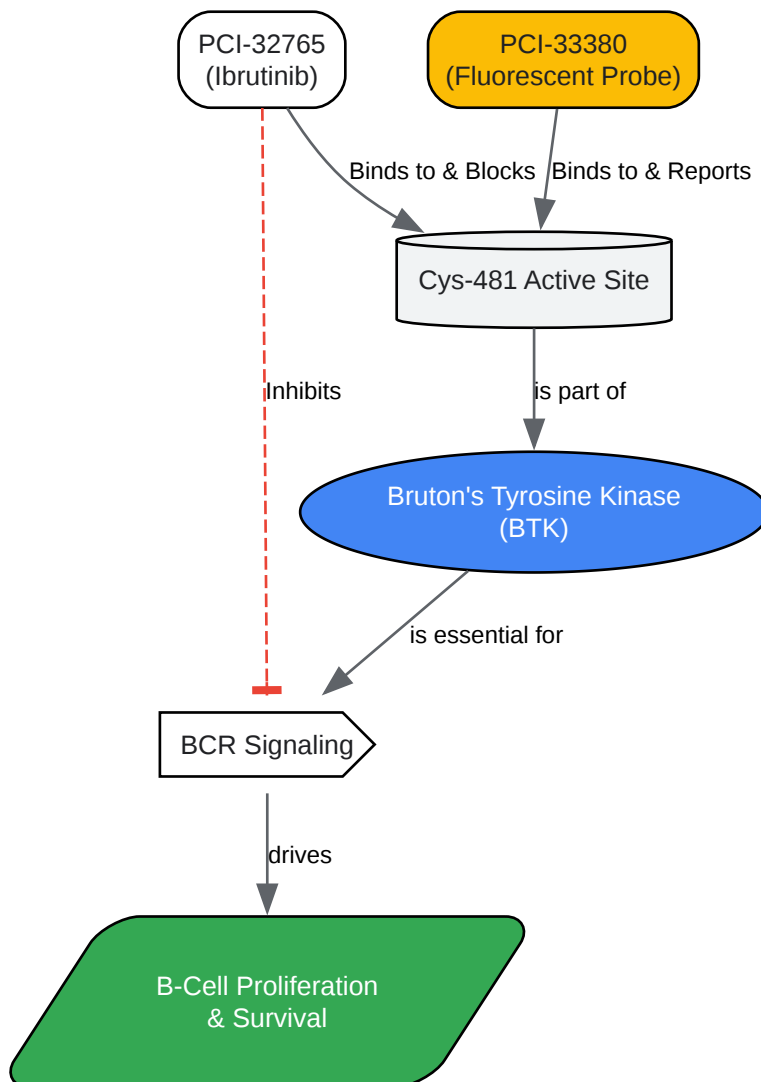 PCI-32765
(Ibrutinib)
PCI-33380
(Fluorescent Probe)
Binds to & Blocks
Binds to & Reports
Cys-481 Active Site
Inhibits
is part of
Bruton's Tyrosine Kinase
(BTK)
is essential for
BCR Signaling
drives
B-Cell Proliferation
& Survival